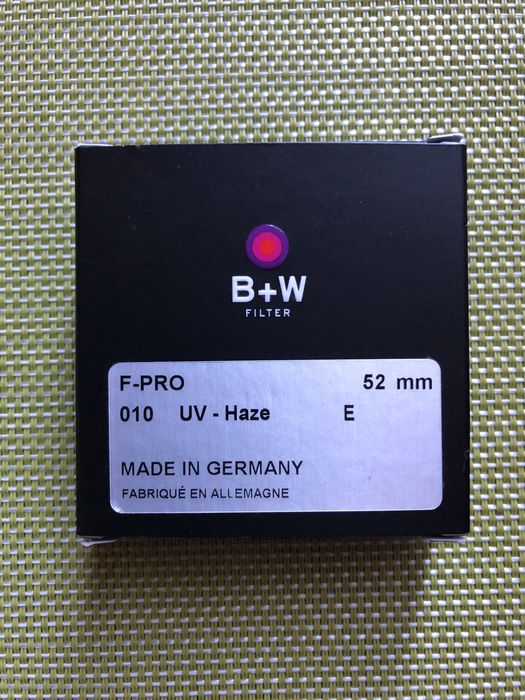 B+W
FILTER
F-PRO 52 mm
010 UV - Haze E
MADE IN GERMANY
FABRIQUÉ EN ALLEMAGNE